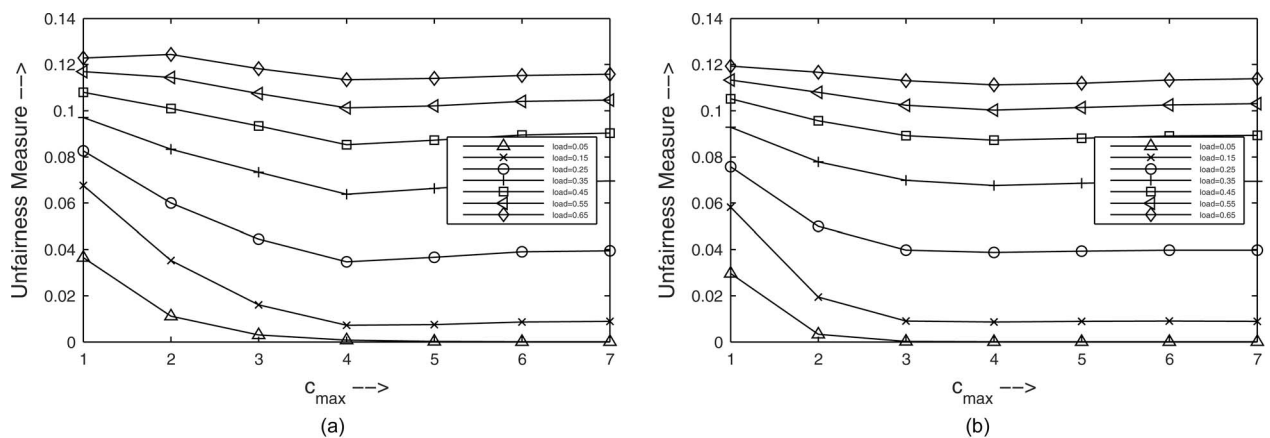 0.14
0.12
0.1
0.08
0.06
0.04
0.02
0
Unfairness Measure -->
1 2 3 4 5 6 7
c_max -->
load=0.05
load=0.15
load=0.25
load=0.35
load=0.45
load=0.55
load=0.65
(a)
0.14
0.12
0.1
0.08
0.06
0.04
0.02
0
Unfairness Measure -->
1 2 3 4 5 6 7
c_max -->
load=0.05
load=0.15
load=0.25
load=0.35
load=0.45
load=0.55
load=0.65
(b)